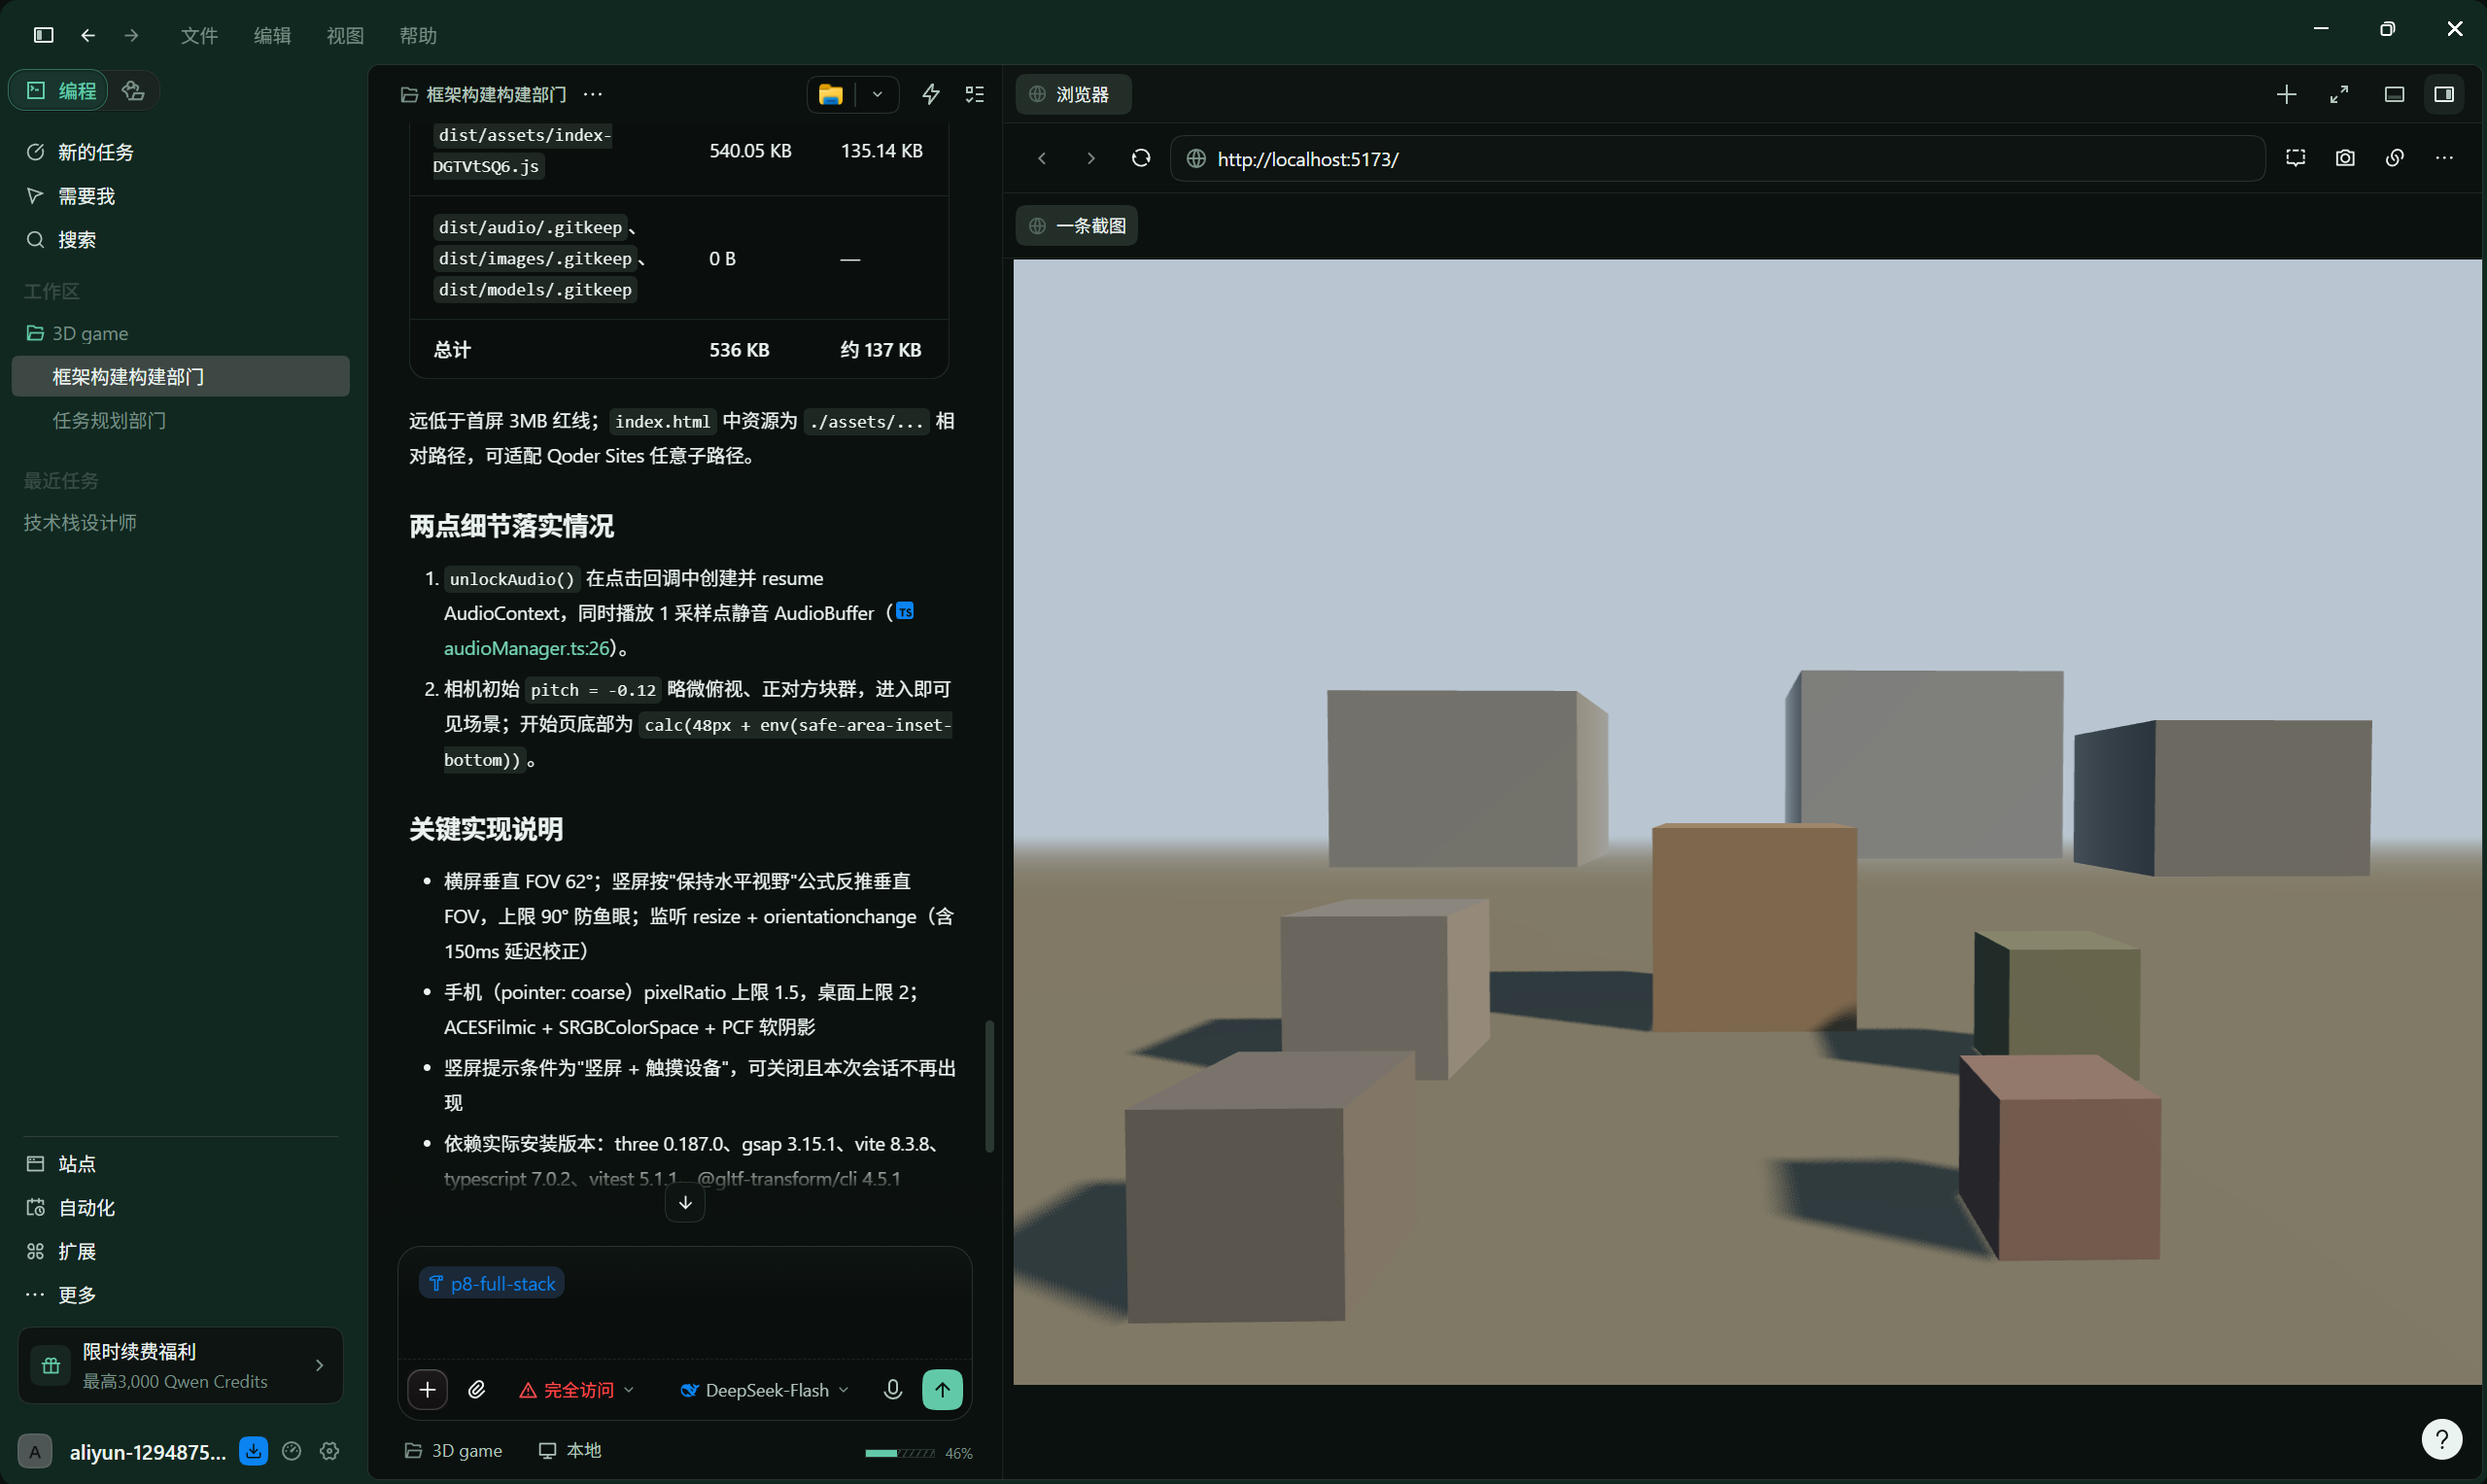 文件 编辑 视图 帮助
编程
新的任务
需要我
搜索
工作区
3D game
框架构建构建部门
任务规划部门
最近任务
技术栈设计师
站点
自动化
扩展
更多
限时续费福利
最高3,000 Qwen Credits
A aliyun-1294875...
框架构建构建部门 ...
dist/assets/index-
DGTVtSQ6.js
540.05 KB 135.14 KB
dist/audio/.gitkeep、
dist/images/.gitkeep、
dist/models/.gitkeep
0 B —
总计 536 KB 约 137 KB
远低于首屏 3MB 红线；index.html 中资源为 ./assets/... 相
对路径，可适配 Qoder Sites 任意子路径。
两点细节落实情况
1. unlockAudio() 在点击回调中创建并 resume
AudioContext，同时播放 1 采样点静音 AudioBuffer（TS
audioManager.ts:26）。
2. 相机初始 pitch = -0.12 略微俯视、正对方块群，进入即可
见场景；开始页底部为 calc(48px + env(safe-area-inset-
bottom))。
关键实现说明
• 横屏垂直 FOV 62°；竖屏按"保持水平视野"公式反推垂直
FOV，上限 90° 防鱼眼；监听 resize + orientationchange（含
150ms 延迟校正）
• 手机（pointer: coarse）pixelRatio 上限 1.5，桌面上限 2；
ACESFilmic + SRGBColorSpace + PCF 软阴影
• 竖屏提示条件为"竖屏 + 触摸设备"，可关闭且本次会话不再出
现
• 依赖实际安装版本：three 0.187.0、gsap 3.15.1、vite 8.3.8、
typescript 7.0.2、vitest 5.1.1、@gltf-transform/cli 4.5.1
p8-full-stack
完全访问 DeepSeek-Flash
3D game 本地 46%
浏览器
http://localhost:5173/
一条截图
?